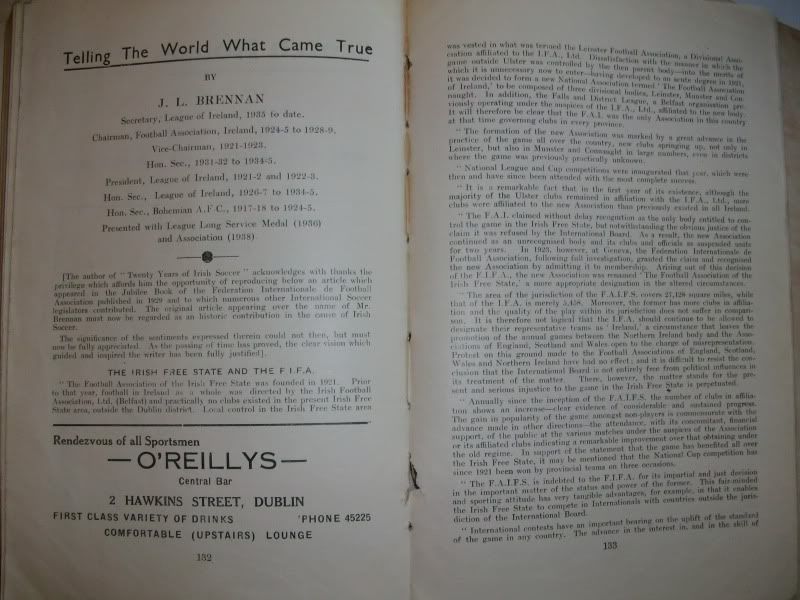 Telling The World What Came True
BY
J. L. BRENNAN
Secretary, League of Ireland, 1935 to date.
Chairman, Football Association, Ireland, 1924-5 to 1928-9.
Vice-Chairman, 1921-1923.
Hon. Sec., 1931-32 to 1934-5.
President, League of Ireland, 1921-2 and 1922-3.
Hon. Sec., League of Ireland, 1926-7 to 1934-5.
Hon. Sec., Bohemian A.F.C., 1917-18 to 1924-5.
Presented with League Long Service Medal (1936)
and Association (1938)
[The author of "Twenty Years of Irish Soccer" acknowledges with thanks the
privilege which affords him the opportunity of reproducing below an article which
appeared in the Jubilee Book of the Federation Internationale de Football
Association published in 1929 and to which numerous other International Soccer
legislators contributed. The original article appearing over the name of Mr.
Brennan must now be regarded as an historic contribution in the cause of Irish
Soccer.
The significance of the sentiments expressed therein could not then, but must
now be fully appreciated. As the passing of time has proved, the clear vision which
guided and inspired the writer has been fully justified].
THE IRISH FREE STATE AND THE F.I.F.A.
"The Football Association of the Irish Free State was founded in 1921. Prior
to that year, football in Ireland as a whole was directed by the Irish Football
Association, Ltd. (Belfast) and practically no clubs existed in the present Irish Free
State area, outside the Dublin district. Local control in the Irish Free State area
Rendezvous of all Sportsmen
—O'REILLYS—
Central Bar
2 HAWKINS STREET, DUBLIN
FIRST CLASS VARIETY OF DRINKS 'PHONE 45225
COMFORTABLE (UPSTAIRS) LOUNGE
132
was vested in what was termed the Leinster Football Association, a Divisional Asso-
ciation affiliated to the I.F.A., Ltd. Dissatisfaction with the manner in which the
game outside Ulster was controlled by the then parent body—into the merits of
which it is unnecessary now to enter—having developed to an acute degree in 1921,
it was decided to form a new National Association termed 'The Football Association
of Ireland,' to be composed of three divisional bodies, Leinster, Munster and Con-
naught. In addition, the Falls and District League, a Belfast organisation pre-
viously operating under the auspices of the I.F.A., Ltd., affiliated to the new body.
It will therefore be clear that the F.A.I. was the only Association in this country
at that time governing clubs in every province.
"The formation of the new Association was marked by a great advance in the
practice of the game all over the country, new clubs springing up, not only in
Leinster, but also in Munster and Connaught in large numbers, even in districts
where the game was previously practically unknown.
"National League and Cup competitions were inaugurated that year, which were
then and have since been attended with the most complete success.
"It is a remarkable fact that in the first year of its existence, although the
majority of the Ulster clubs remained in affiliation with the I.F.A., Ltd., more
clubs were affiliated to the new Association than previously existed in all Ireland.
"The F.A.I. claimed without delay recognition as the only body entitled to con-
trol the game in the Irish Free State, but notwithstanding the obvious justice of the
claim it was refused by the International Board. As a result, the new Association
continued as an unrecognised body and its clubs and officials as suspended units
for two years. In 1923, however, at Geneva, the Federation Internationale de
Football Association, following full investigation, granted the claim and recognised
the new Association by admitting it to membership. Arising out of this decision
of the F.I.F.A., the new Association was renamed 'The Football Association of the
Irish Free State,' a more appropriate designation in the altered circumstances.
"The area of the jurisdiction of the F.A.I.F.S. covers 27,128 square miles, while
that of the I.F.A. is merely 5,458. Moreover, the former has more clubs in affilia-
tion and the quality of the play within its jurisdiction does not suffer in compari-
son. It is therefore not logical that the I.F.A. should continue to be allowed to
designate their representative teams as 'Ireland,' a circumstance that leaves the
promotion of the annual games between the Northern Ireland body and the Asso-
ciations of England, Scotland and Wales open to the charge of misrepresentation.
Protest on this ground made to the Football Associations of England, Scotland,
Wales and Northern Ireland have had no effect; and it is difficult to resist the con-
clusion that the International Board is not entirely free from political influences in
its treatment of the matter. There, however, the matter stands for the pre-
sent and serious injustice to the game in the Irish Free State is perpetuated.
"Annually since the inception of the F.A.I.F.S. the number of clubs in affilia-
tion shows an increase—clear evidence of considerable and sustained progress.
The gain in popularity of the game amongst non-players is commensurate with the
advance made in other directions—the attendance, with its concomitant, financial
support, of the public at the various matches under the auspices of the Association
or its affiliated clubs indicating a remarkable improvement over that obtaining under
the old regime. In support of the statement that the game has benefited all over
the Irish Free State, it may be mentioned that the National Cup competition has
since 1921 been won by provincial teams on three occasions.
"The F.A.I.F.S. is indebted to the F.I.F.A. for its impartial and just decision
in the important matter of the status and power of the former. This fair-minded
and sporting attitude has very tangible advantages, for example, in that it enables
the Irish Free State to compete in Internationals with countries outside the juris-
diction of the International Board.
"International contests have an important bearing on the uplift of the standard
of the game in any country. The advance in the interest in, and in the skill of
133